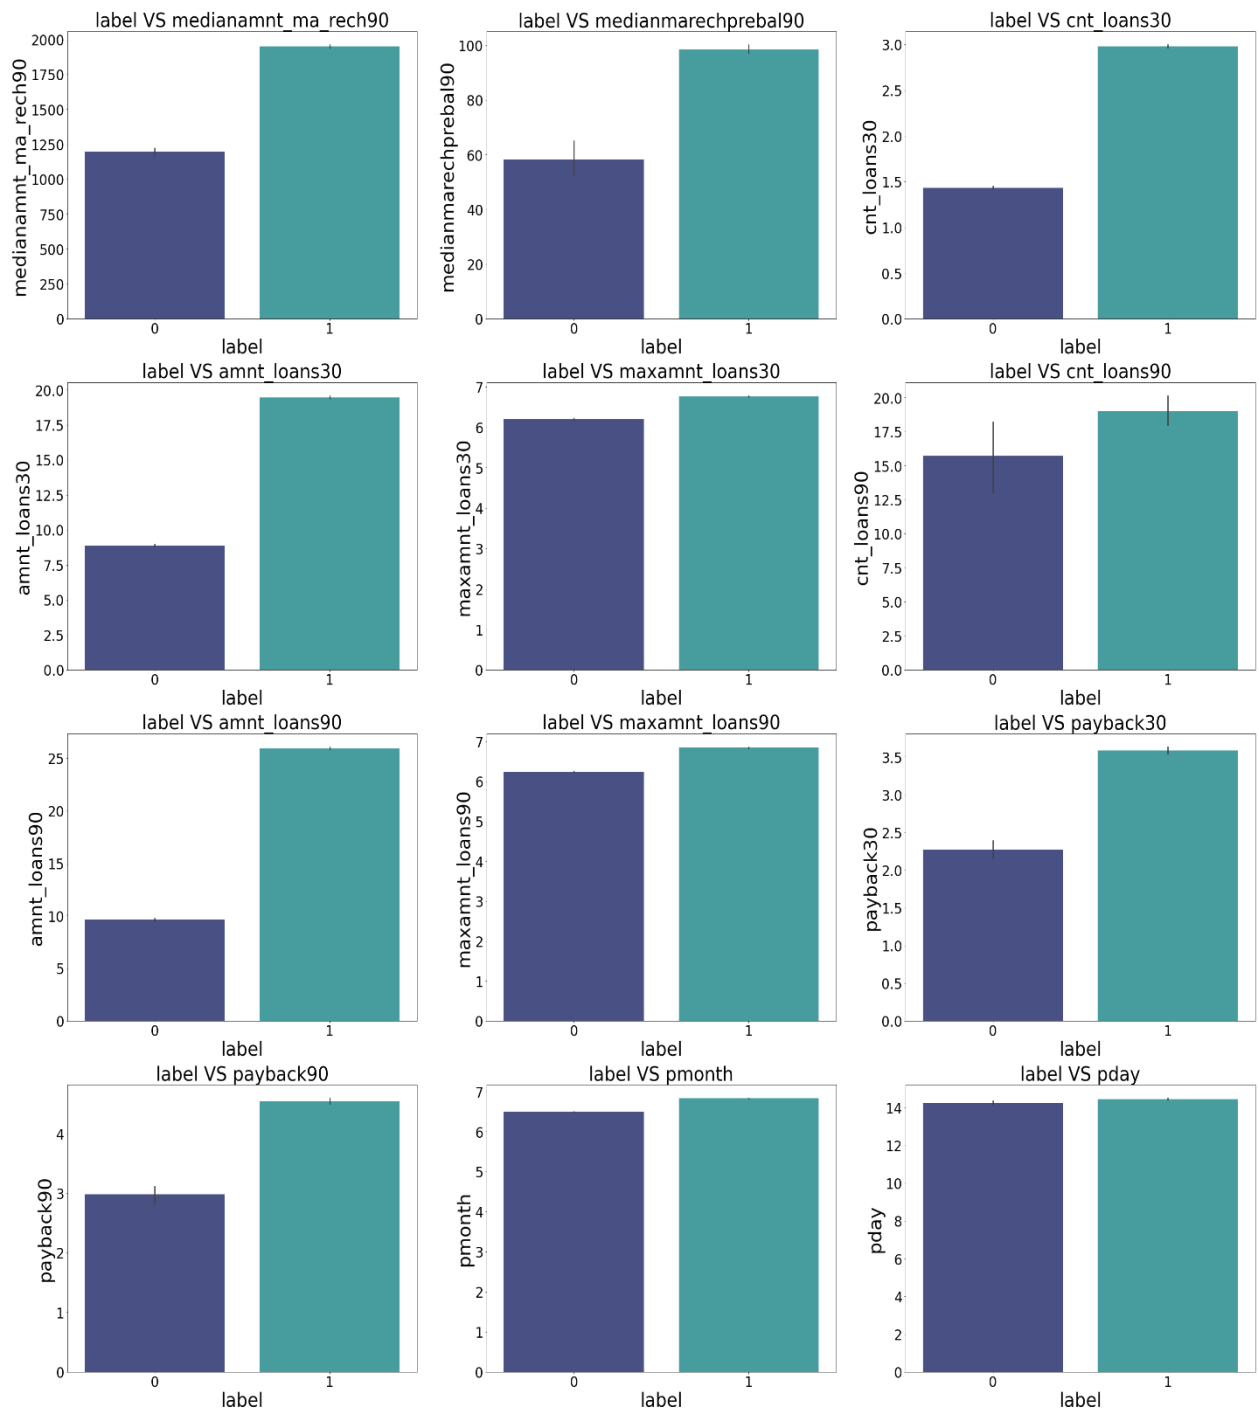 label VS medianamnt_ma_rech90
medianamnt_ma_rech90
2000
1750
1500
1250
1000
750
500
250
0
0 1
label
label VS medianmarechprebal90
medianmarechprebal90
100
80
60
40
20
0
0 1
label
label VS cnt_loans30
cnt_loans30
3.0
2.5
2.0
1.5
1.0
0.5
0.0
0 1
label
label VS amnt_loans30
amnt_loans30
20.0
17.5
15.0
12.5
10.0
7.5
5.0
2.5
0.0
0 1
label
label VS maxamnt_loans30
maxamnt_loans30
7
6
5
4
3
2
1
0
0 1
label
label VS cnt_loans90
cnt_loans90
20.0
17.5
15.0
12.5
10.0
7.5
5.0
2.5
0.0
0 1
label
label VS amnt_loans90
amnt_loans90
25
20
15
10
5
0
0 1
label
label VS maxamnt_loans90
maxamnt_loans90
7
6
5
4
3
2
1
0
0 1
label
label VS payback30
payback30
3.5
3.0
2.5
2.0
1.5
1.0
0.5
0.0
0 1
label
label VS payback90
payback90
4
3
2
1
0
0 1
label
label VS pmonth
pmonth
7
6
5
4
3
2
1
0
0 1
label
label VS pday
pday
14
12
10
8
6
4
2
0
0 1
label